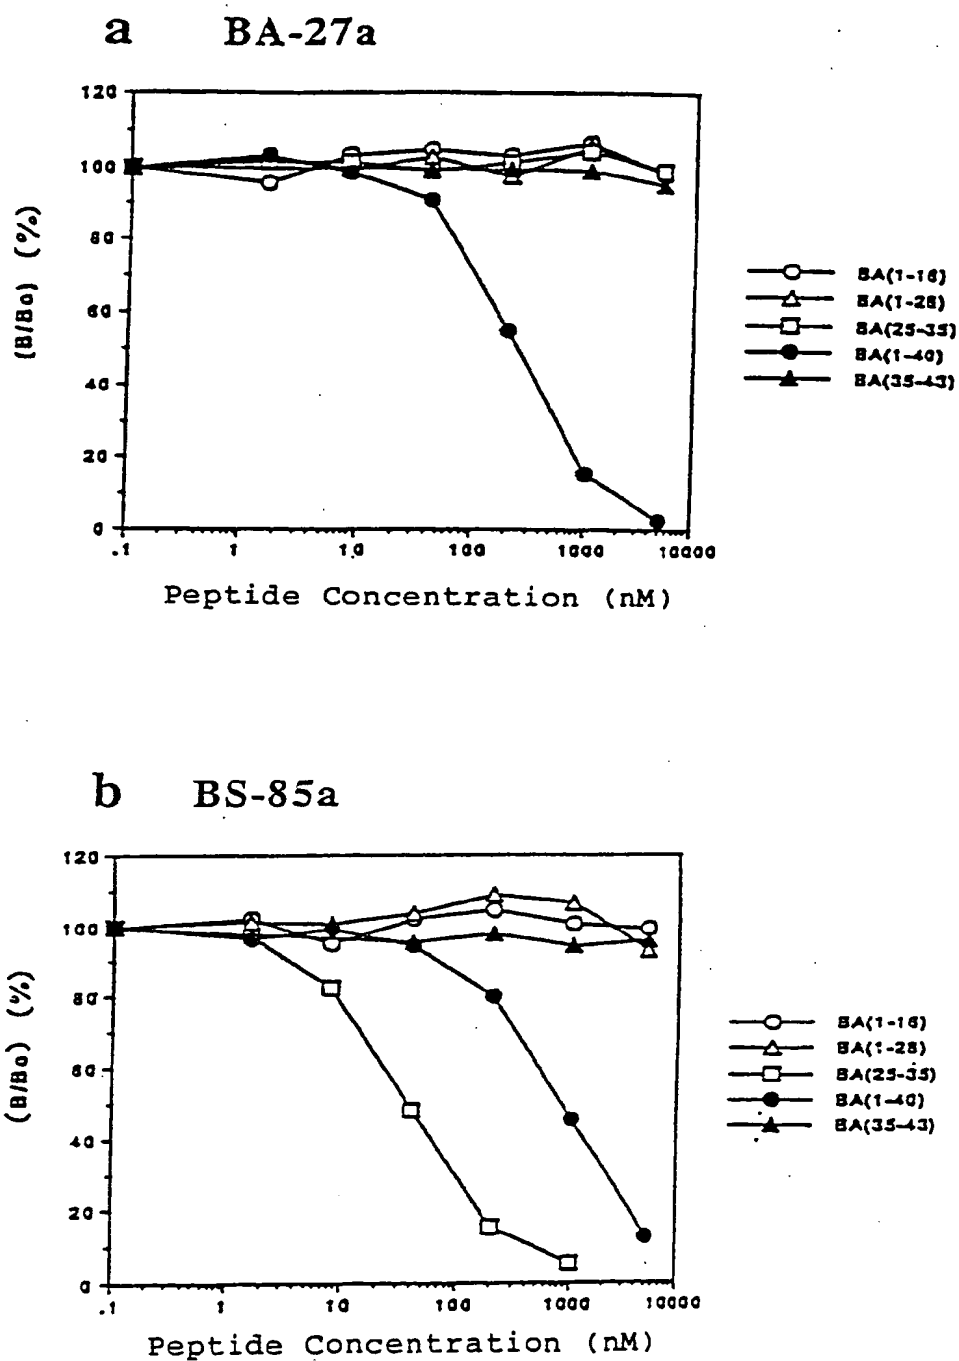 a BA-27a
120
100
80
60
40
20
0
(B/Bo) (%)
.1 1 10 100 1000 10000
Peptide Concentration (nM)
BA(1-16)
BA(1-28)
BA(25-35)
BA(1-40)
BA(35-43)
b BS-85a
120
100
80
60
40
20
0
(B/Bo) (%)
.1 1 10 100 1000 10000
Peptide Concentration (nM)
BA(1-16)
BA(1-28)
BA(25-35)
BA(1-40)
BA(35-43)